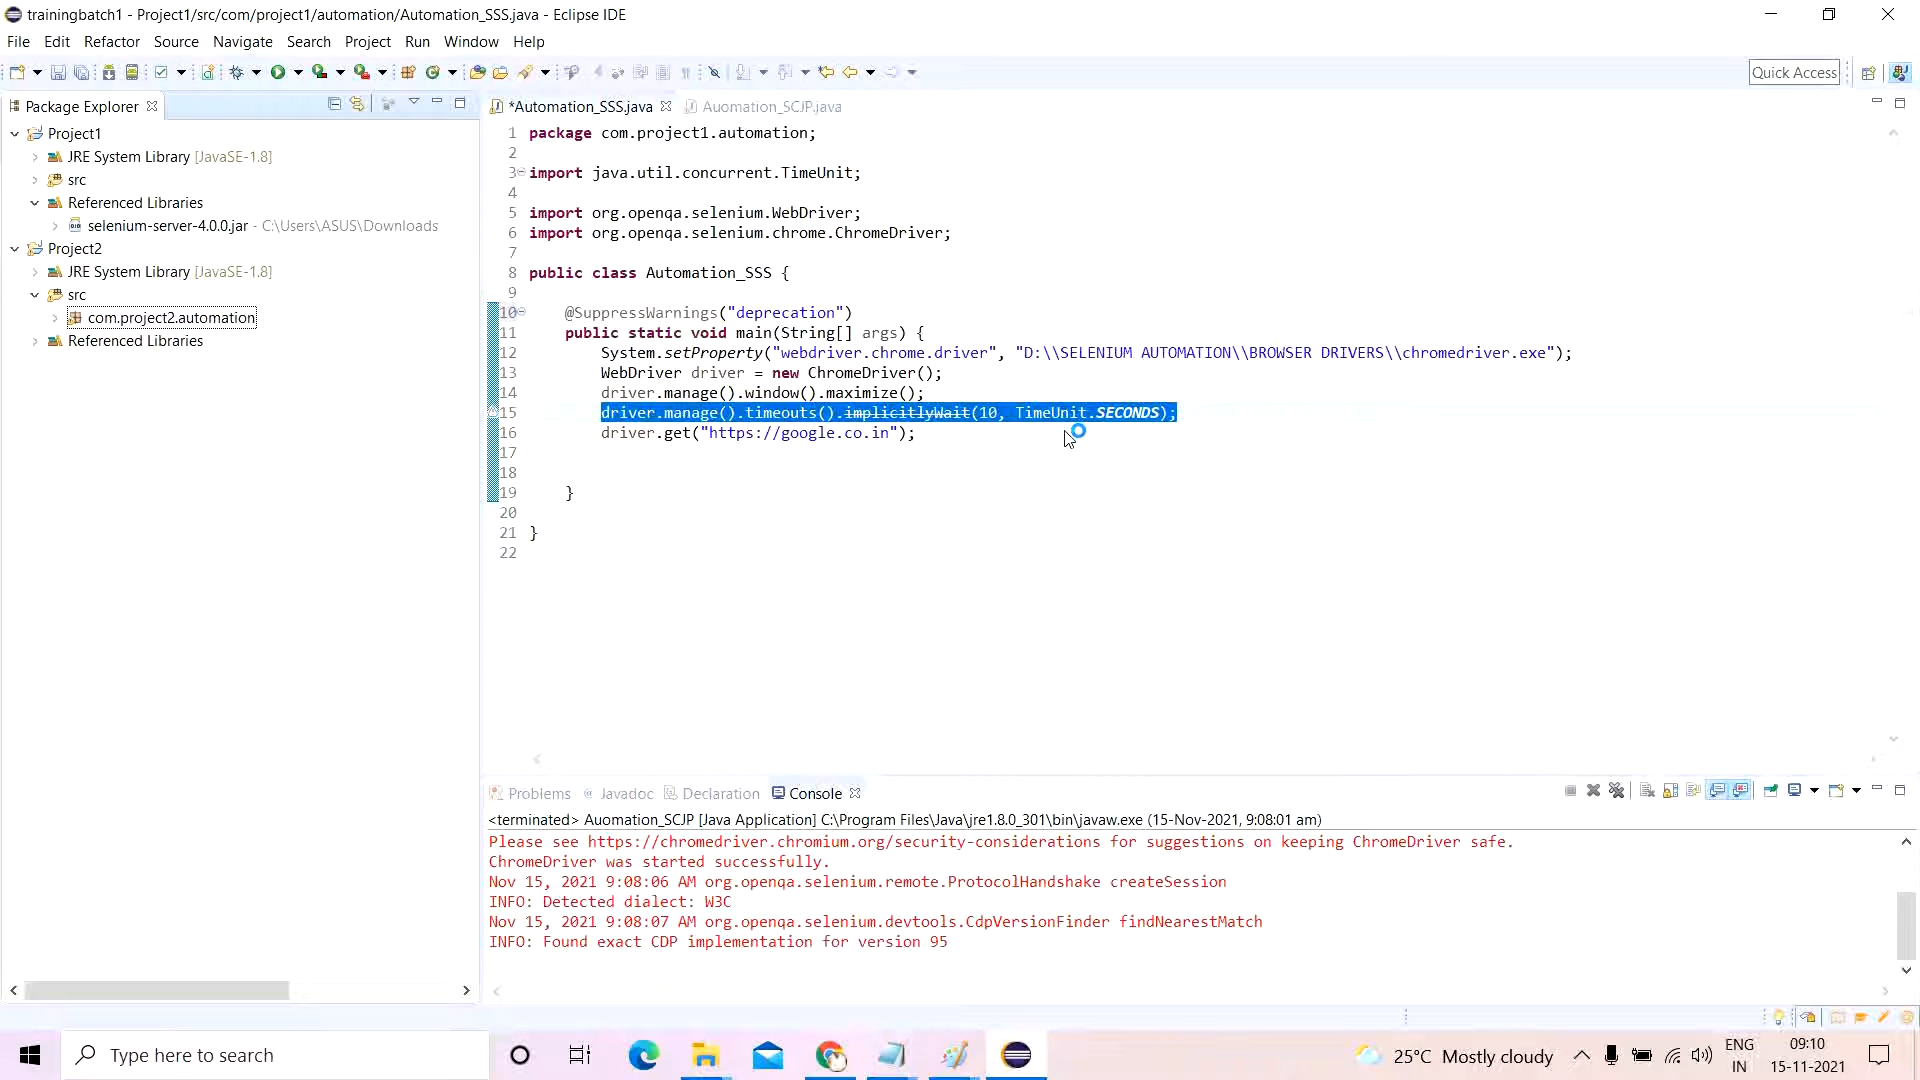 trainingbatch1 - Project1/src/com/project1/automation/Automation_SSS.java - Eclipse IDE
File Edit Refactor Source Navigate Search Project Run Window Help
Quick Access
Package Explorer
Project1
JRE System Library [JavaSE-1.8]
src
Referenced Libraries
selenium-server-4.0.0.jar - C:\Users\ASUS\Downloads
Project2
JRE System Library [JavaSE-1.8]
src
com.project2.automation
Referenced Libraries
*Automation_SSS.java Auomation_SCJP.java
1 package com.project1.automation;
2
3 import java.util.concurrent.TimeUnit;
4
5 import org.openqa.selenium.WebDriver;
6 import org.openqa.selenium.chrome.ChromeDriver;
7
8 public class Automation_SSS {
9
10 @SuppressWarnings("deprecation")
11 public static void main(String[] args) {
12 System.setProperty("webdriver.chrome.driver", "D:\\SELENIUM AUTOMATION\\BROWSER DRIVERS\\chromedriver.exe");
13 WebDriver driver = new ChromeDriver();
14 driver.manage().window().maximize();
15 driver.manage().timeouts().implicitlyWait(10, TimeUnit.SECONDS);
16 driver.get("https://google.co.in");
17
18
19 }
20
21 }
22
Problems Javadoc Declaration Console
<terminated> Auomation_SCJP [Java Application] C:\Program Files\Java\jre1.8.0_301\bin\javaw.exe (15-Nov-2021, 9:08:01 am)
Please see https://chromedriver.chromium.org/security-considerations for suggestions on keeping ChromeDriver safe.
ChromeDriver was started successfully.
Nov 15, 2021 9:08:06 AM org.openqa.selenium.remote.ProtocolHandshake createSession
INFO: Detected dialect: W3C
Nov 15, 2021 9:08:07 AM org.openqa.selenium.devtools.CdpVersionFinder findNearestMatch
INFO: Found exact CDP implementation for version 95
Type here to search
25°C Mostly cloudy
ENG
IN
09:10
15-11-2021